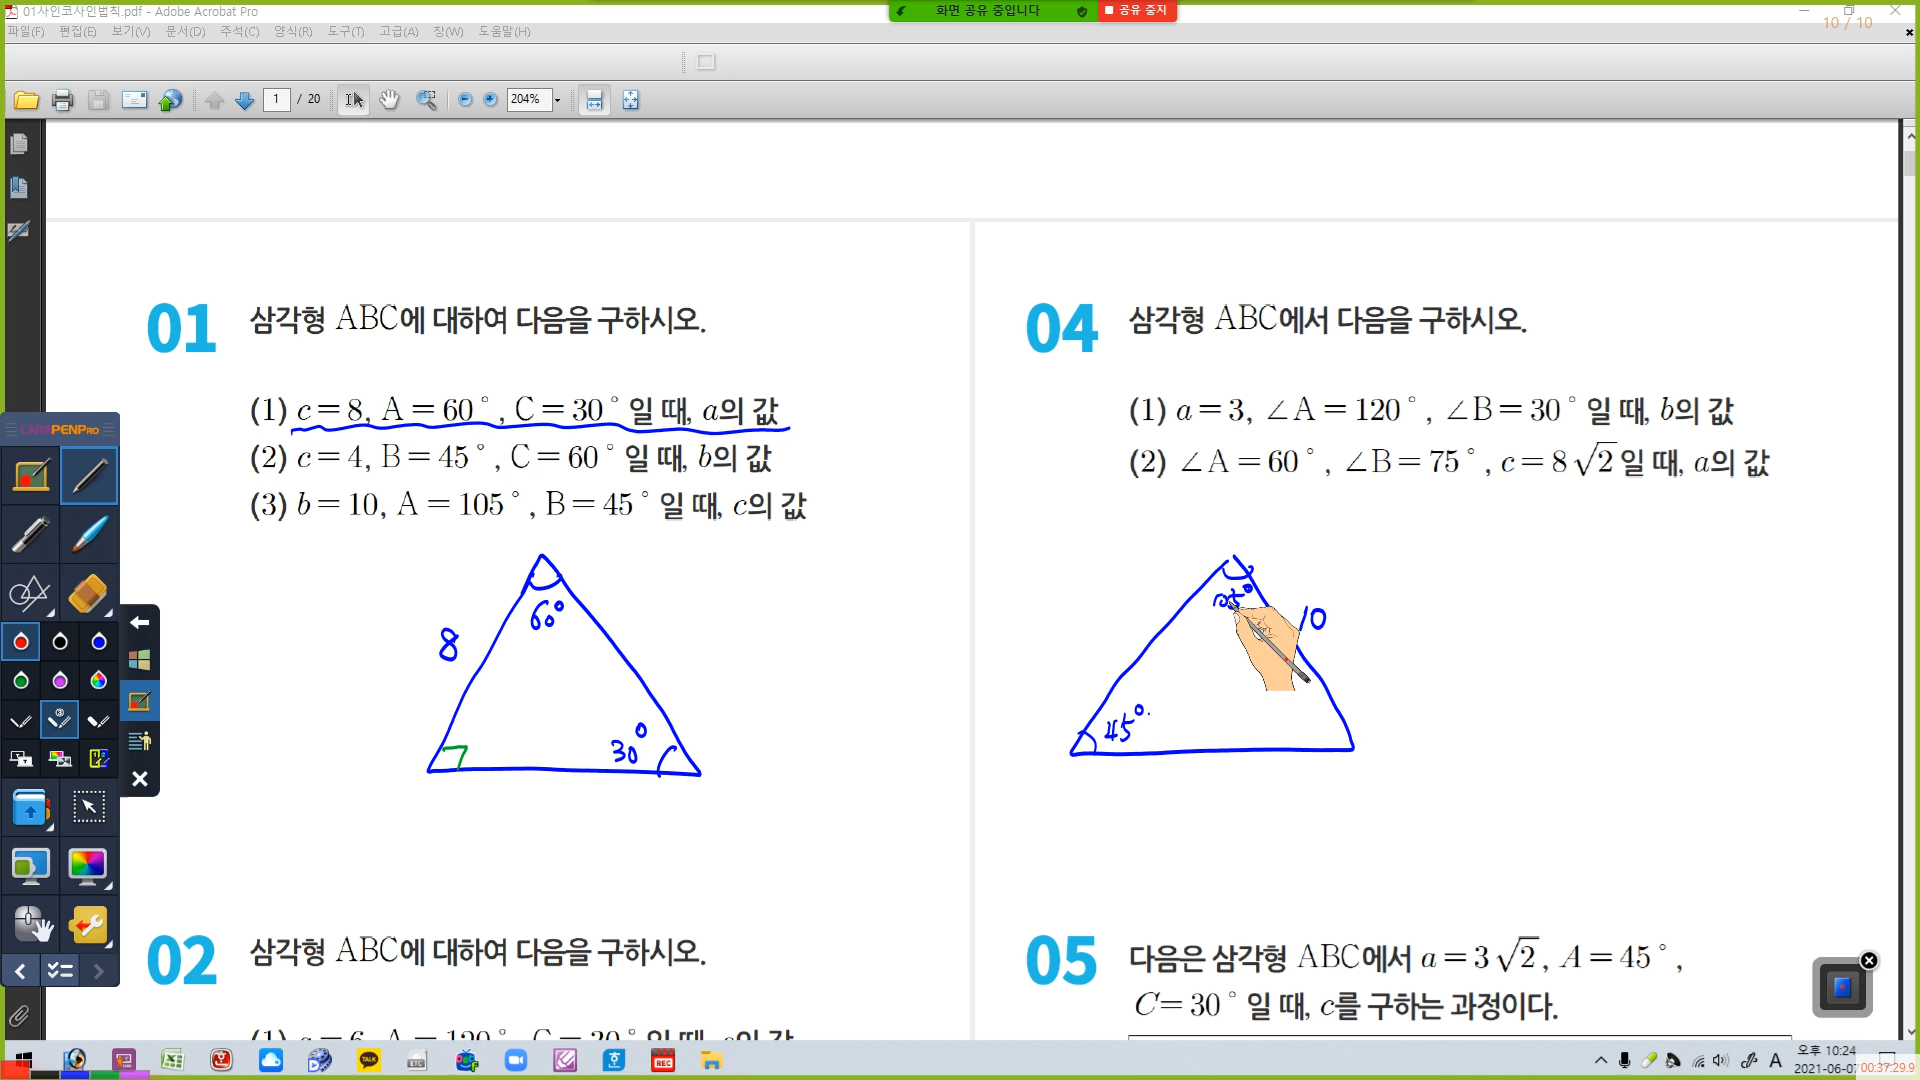 01사인코사인법칙.pdf - Adobe Acrobat Pro
화면 공유 중입니다
공유 중지
10 / 10
파일(F) 편집(E) 보기(V) 문서(D) 주석(C) 양식(R) 도구(T) 고급(A) 창(W) 도움말(H)
1 / 20
204%
01 삼각형 ABC에 대하여 다음을 구하시오.
(1) c=8, A=60°, C=30°일 때, a의 값
(2) c=4, B=45°, C=60°일 때, b의 값
(3) b=10, A=105°, B=45°일 때, c의 값
60°
8
30°
02 삼각형 ABC에 대하여 다음을 구하시오.
04 삼각형 ABC에서 다음을 구하시오.
(1) a=3, ∠A=120°, ∠B=30°일 때, b의 값
(2) ∠A=60°, ∠B=75°, c=8√2일 때, a의 값
10
45°
05 다음은 삼각형 ABC에서 a=3√2, A=45°,
C=30°일 때, c를 구하는 과정이다.
CARAPENPRO
TALK
ETC
REC
A
오후 10:24
2021-06-07
00:37:29.9